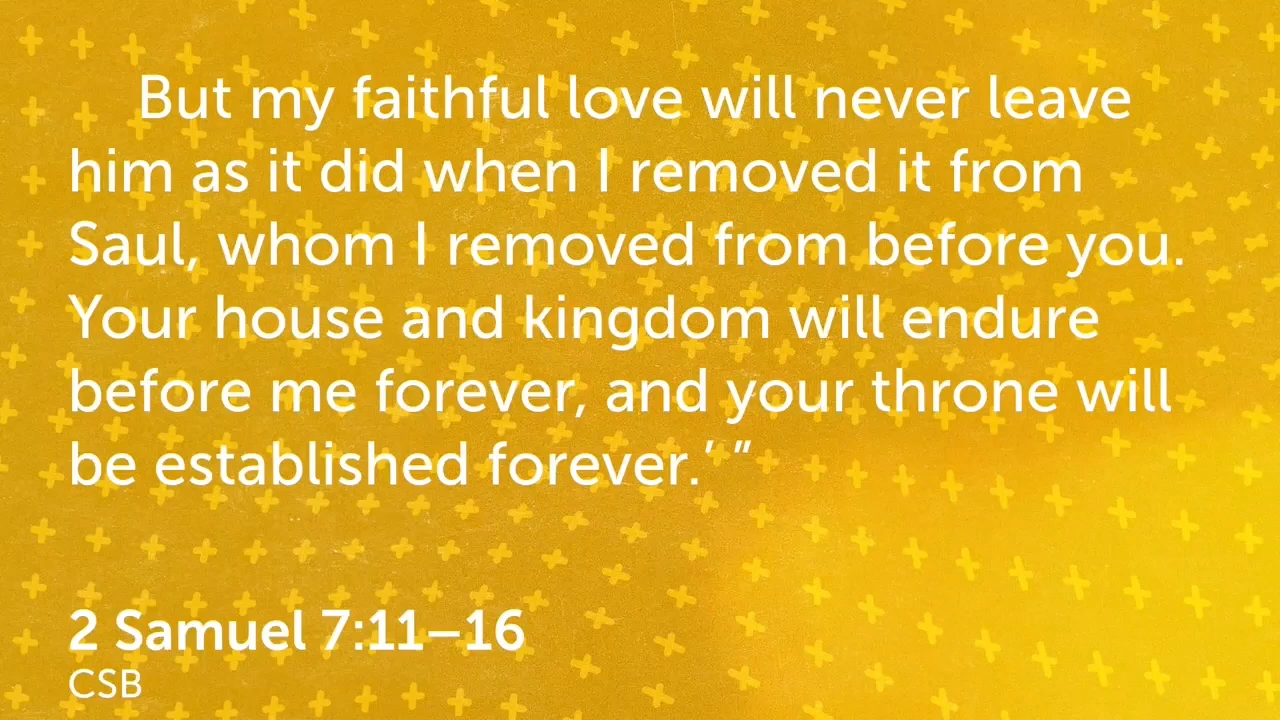 But my faithful love will never leave
him as it did when I removed it from
Saul, whom I removed from before you.
Your house and kingdom will endure
before me forever, and your throne will
be established forever.’ ”
2 Samuel 7:11–16
CSB